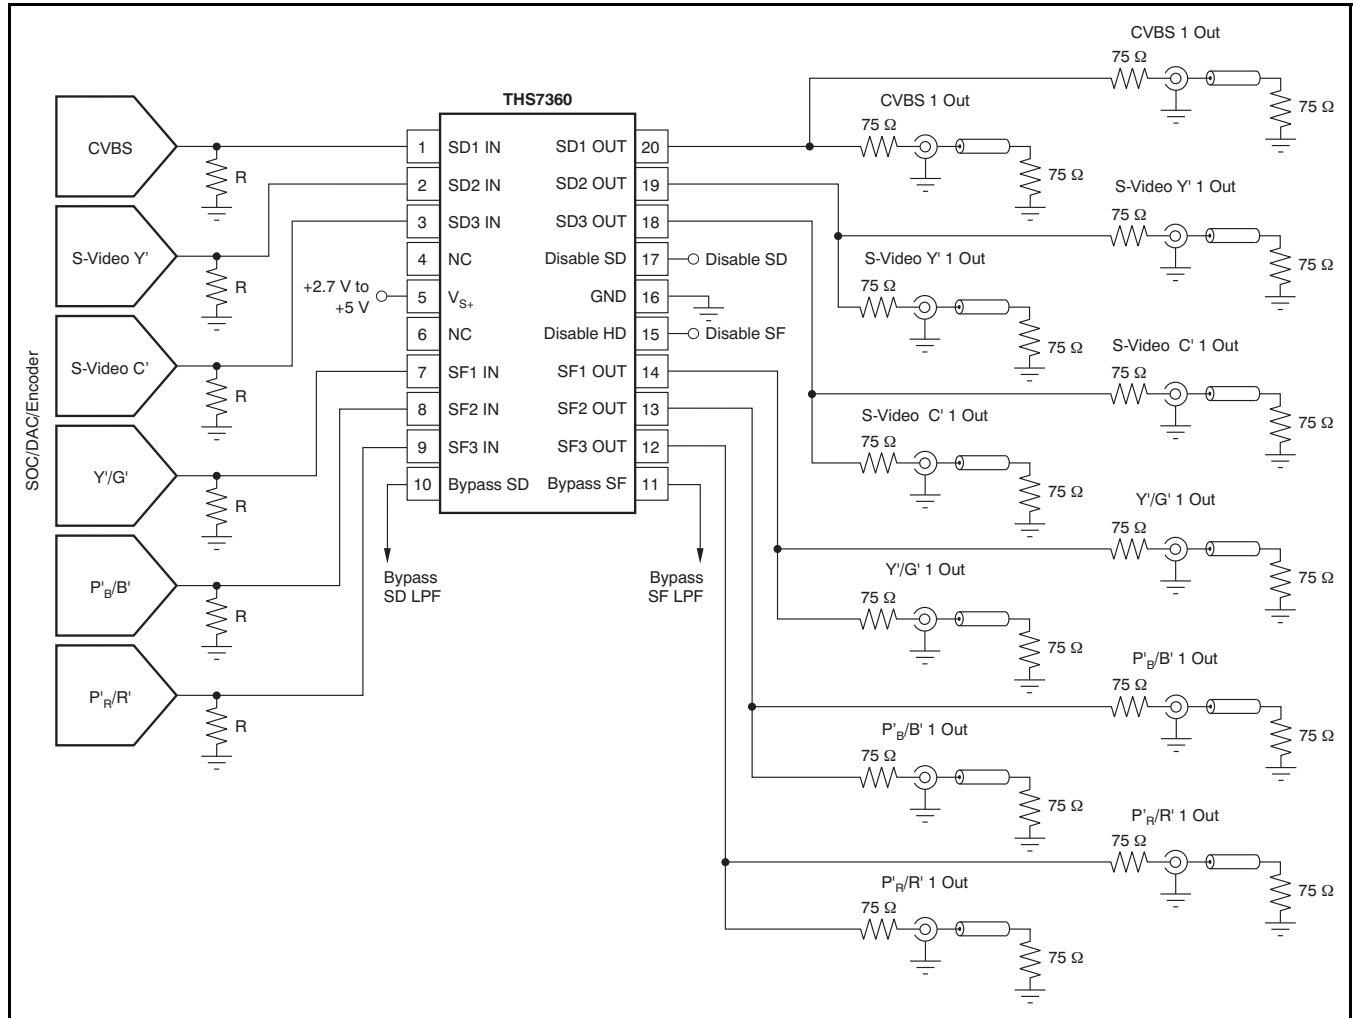 SOC/DAC/Encoder
CVBS
R
S-Video Y'
R
S-Video C'
R
Y'/G'
R
P'B/B'
R
P'R/R'
R
+2.7 V to
+5 V
THS7360
1 SD1 IN
2 SD2 IN
3 SD3 IN
4 NC
5 VS+
6 NC
7 SF1 IN
8 SF2 IN
9 SF3 IN
10 Bypass SD
SD1 OUT 20
SD2 OUT 19
SD3 OUT 18
Disable SD 17
GND 16
Disable HD 15
SF1 OUT 14
SF2 OUT 13
SF3 OUT 12
Bypass SF 11
Disable SD
Disable SF
Bypass
SD LPF
Bypass
SF LPF
CVBS 1 Out
75 Ω
75 Ω
CVBS 1 Out
75 Ω
75 Ω
S-Video Y' 1 Out
75 Ω
75 Ω
S-Video Y' 1 Out
75 Ω
75 Ω
S-Video C' 1 Out
75 Ω
75 Ω
S-Video C' 1 Out
75 Ω
75 Ω
Y'/G' 1 Out
75 Ω
75 Ω
Y'/G' 1 Out
75 Ω
75 Ω
P'B/B' 1 Out
75 Ω
75 Ω
P'B/B' 1 Out
75 Ω
75 Ω
P'R/R' 1 Out
75 Ω
75 Ω
P'R/R' 1 Out
75 Ω
75 Ω